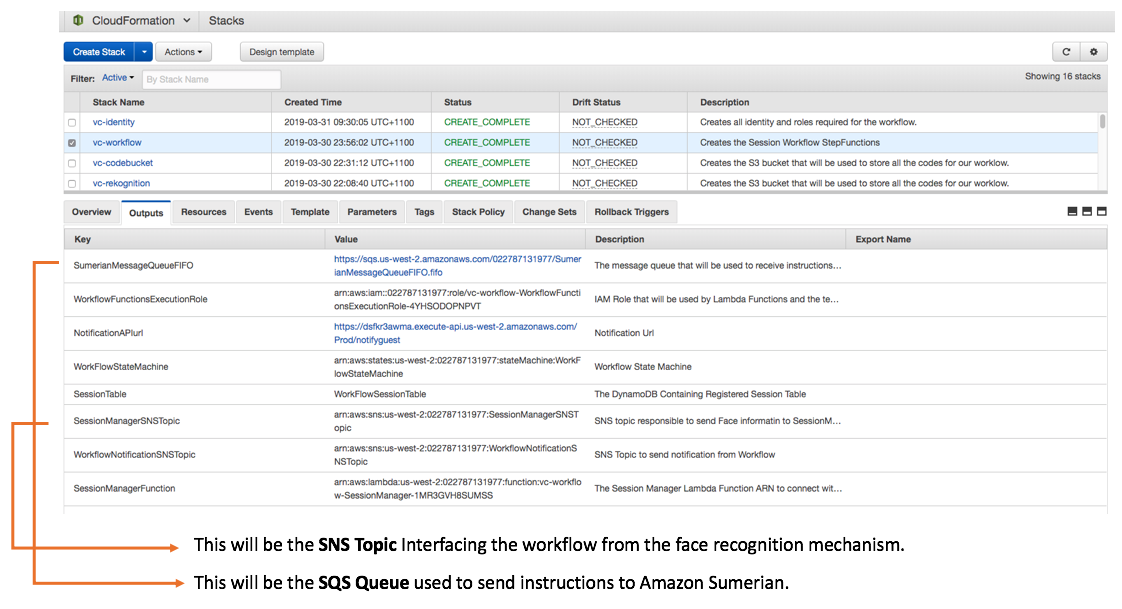 CloudFormation Stacks
Create Stack Actions Design template
Filter: Active By Stack Name Showing 16 stacks
Stack Name Created Time Status Drift Status Description
vc-identity 2019-03-31 09:30:05 UTC+1100 CREATE_COMPLETE NOT_CHECKED Creates all identity and roles required for the workflow.
vc-workflow 2019-03-30 23:56:02 UTC+1100 CREATE_COMPLETE NOT_CHECKED Creates the Session Workflow StepFunctions
vc-codebucket 2019-03-30 22:31:12 UTC+1100 CREATE_COMPLETE NOT_CHECKED Creates the S3 bucket that will be used to store all the codes for our worklow.
vc-rekognition 2019-03-30 22:08:40 UTC+1100 CREATE_COMPLETE NOT_CHECKED Creates the S3 bucket that will be used to store all the codes for our worklow.
Overview Outputs Resources Events Template Parameters Tags Stack Policy Change Sets Rollback Triggers
Key Value Description Export Name
SumerianMessageQueueFIFO https://sqs.us-west-2.amazonaws.com/022787131977/Sumer
ianMessageQueueFIFO.fifo The message queue that will be used to receive instructions...
WorkflowFunctionsExecutionRole arn:aws:iam::022787131977:role/vc-workflow-WorkflowFuncti
onsExecutionRole-4YHSODOPNPVT IAM Role that will be used by Lambda Functions and the te...
NotificationAPIurl https://dsfkr3awma.execute-api.us-west-2.amazonaws.com/
Prod/notifyguest Notification Url
WorkFlowStateMachine arn:aws:states:us-west-2:022787131977:stateMachine:WorkF
lowStateMachine Workflow State Machine
SessionTable WorkFlowSessionTable The DynamoDB Containing Registered Session Table
SessionManagerSNSTopic arn:aws:sns:us-west-2:022787131977:SessionManagerSNST
opic SNS topic responsible to send Face informatin to SessionM...
WorkflowNotificationSNSTopic arn:aws:sns:us-west-2:022787131977:WorkflowNotificationS
NSTopic SNS Topic to send notification from Workflow
SessionManagerFunction arn:aws:lambda:us-west-2:022787131977:function:vc-workflo
w-SessionManager-1MR3GVH8SUMSS The Session Manager Lambda Function ARN to connect wit...
This will be the SNS Topic Interfacing the workflow from the face recognition mechanism.
This will be the SQS Queue used to send instructions to Amazon Sumerian.